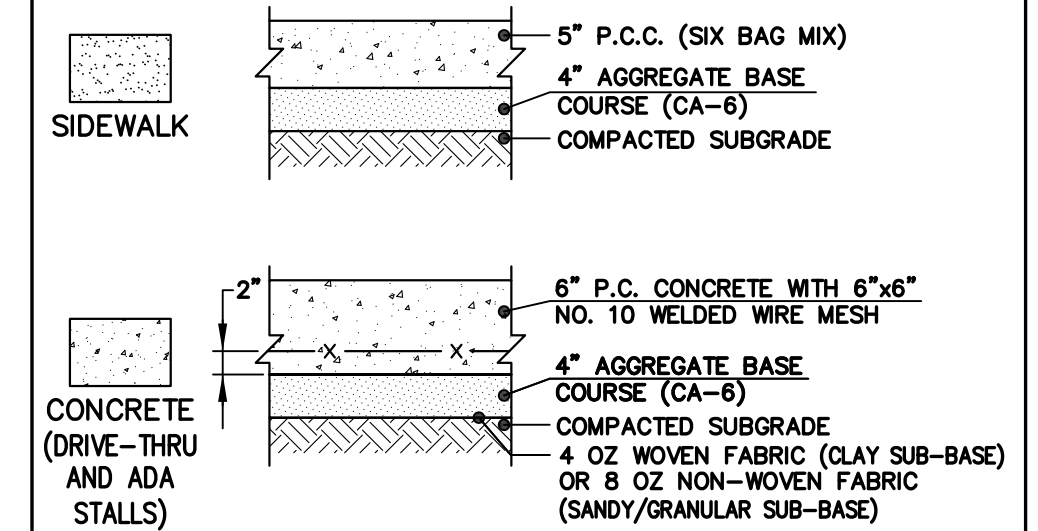 SIDEWALK
5" P.C.C. (SIX BAG MIX)
4" AGGREGATE BASE
COURSE (CA-6)
COMPACTED SUBGRADE
CONCRETE
(DRIVE-THRU
AND ADA
STALLS)
2"
X X
6" P.C. CONCRETE WITH 6"x6"
NO. 10 WELDED WIRE MESH
4" AGGREGATE BASE
COURSE (CA-6)
COMPACTED SUBGRADE
4 OZ WOVEN FABRIC (CLAY SUB-BASE)
OR 8 OZ NON-WOVEN FABRIC
(SANDY/GRANULAR SUB-BASE)